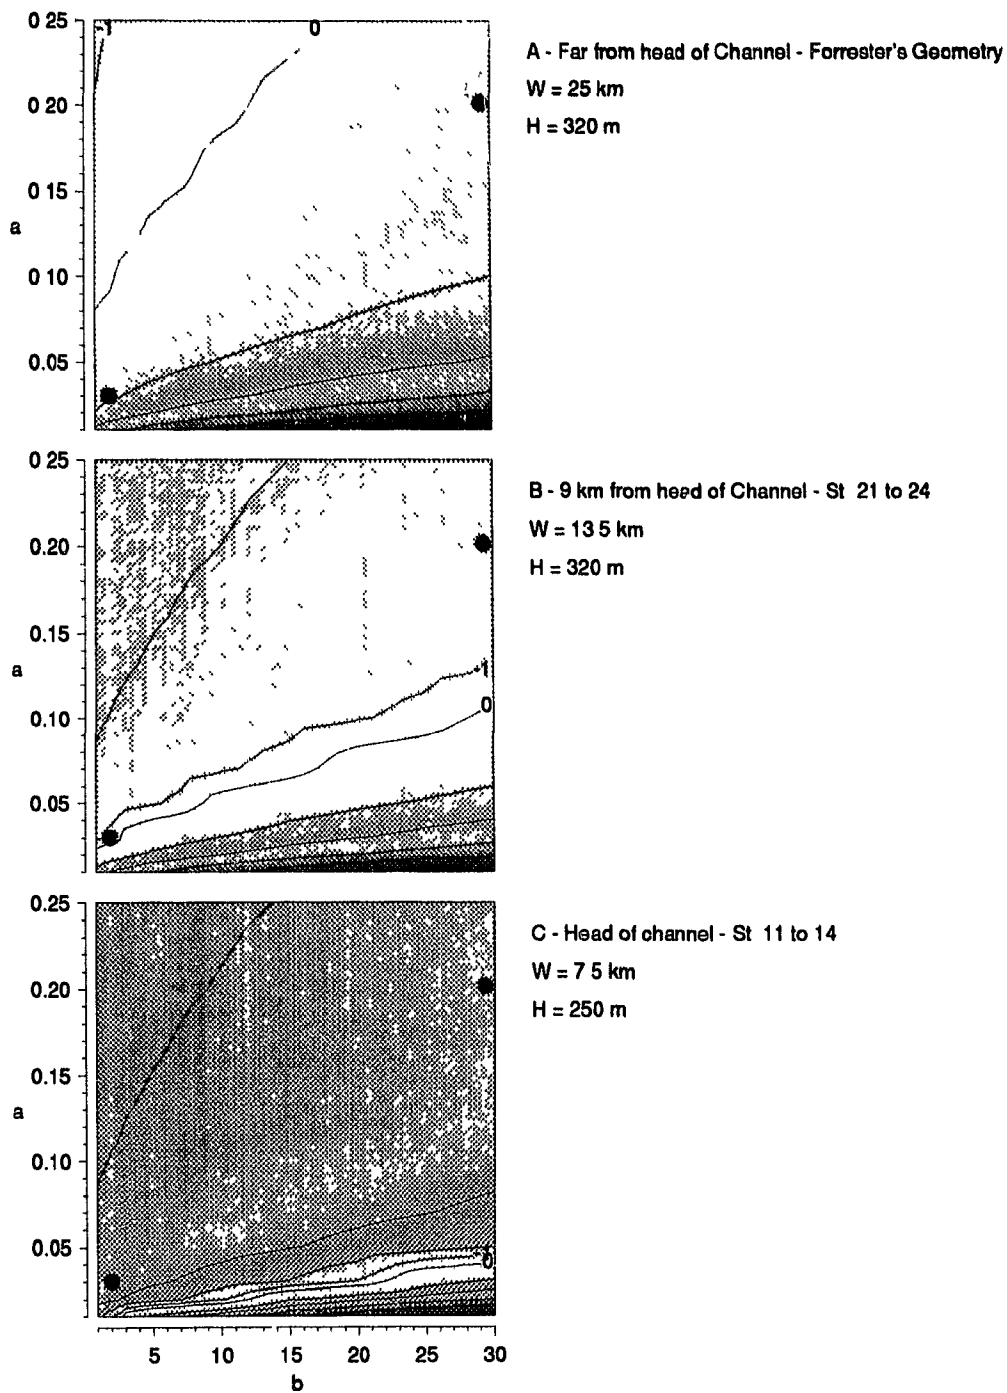 0 25
0 20
0 15
0 10
0.05
a
-1
0
A - Far from head of Channel - Forrester's Geometry
W = 25 km
H = 320 m
0 25
0.20
0.15
0.10
0.05
a
0
B - 9 km from head of Channel - St 21 to 24
W = 13 5 km
H = 320 m
0.25
0.20
0.15
0.10
0.05
a
0
C - Head of channel - St 11 to 14
W = 7 5 km
H = 250 m
5 10 15 20 25 30
b